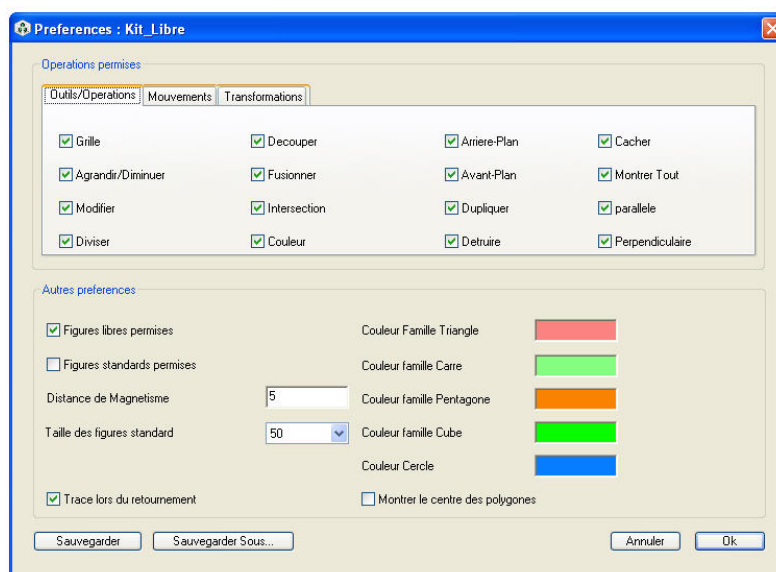 Preferences : Kit_Libre
Operations permises
Outils/Operations Mouvements Transformations
Grille Decouper Arriere-Plan Cacher
Agrandir/Diminuer Fusionner Avant-Plan Montrer Tout
Modifier Intersection Dupliquer parallele
Diviser Couleur Detruire Perpendiculaire
Autres preferences
Figures libres permises Couleur Famille Triangle
Figures standards permises Couleur famille Carre
Distance de Magnetisme 5 Couleur famille Pentagone
Taille des figures standard 50 Couleur famille Cube
Couleur Cercle
Trace lors du retournement Montrer le centre des polygones
Sauvegarder Sauvegarder Sous... Annuler Ok